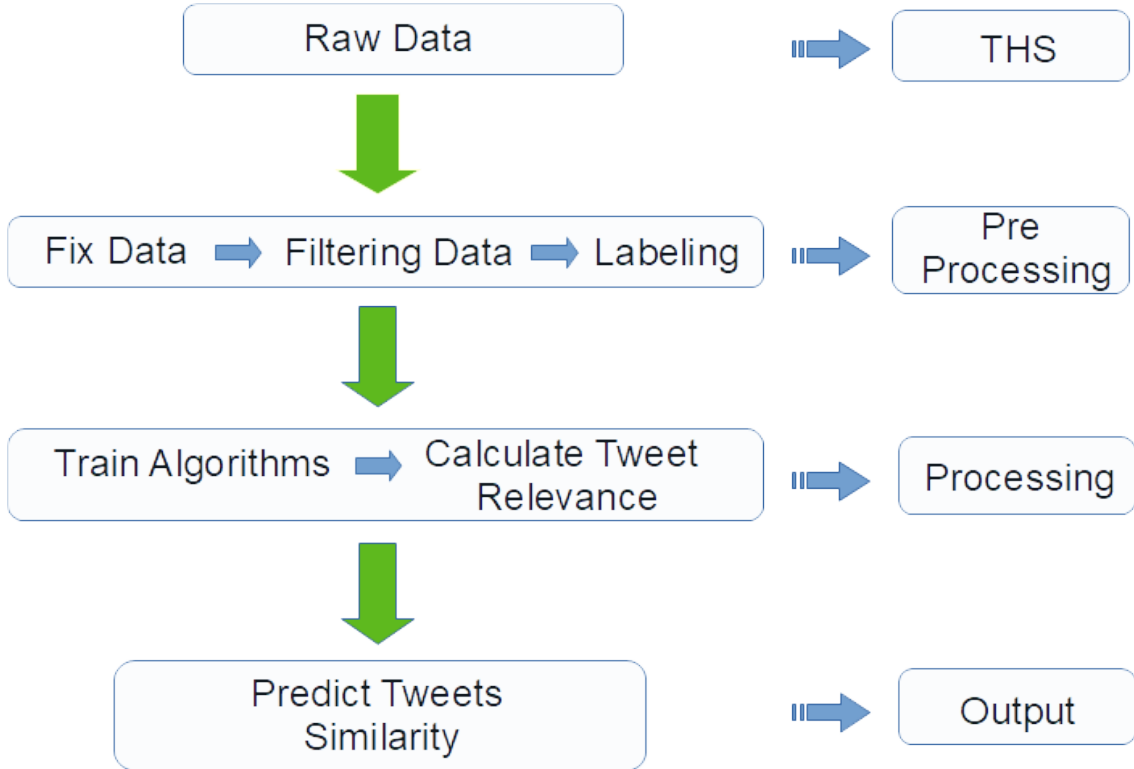 Raw Data
THS
Fix Data
Filtering Data
Labeling
Pre
Processing
Train Algorithms
Calculate Tweet
Relevance
Processing
Predict Tweets
Similarity
Output